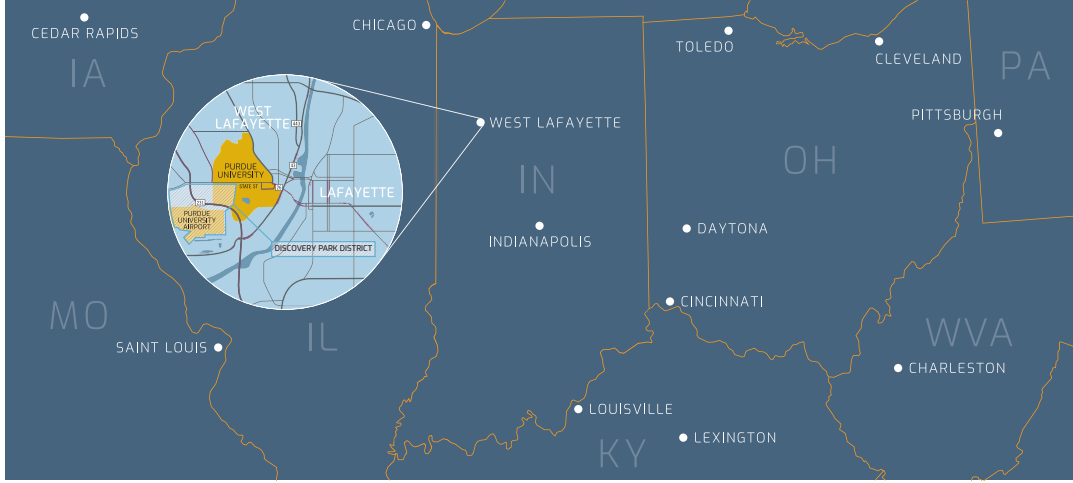 CHICAGO
CEDAR RAPIDS
TOLEDO
CLEVELAND
IA
PA
WEST
LAFAYETTE
PITTSBURGH
WEST LAFAYETTE
OH
PURDUE
UNIVERSITY
IN
STATE ST
LAFAYETTE
PURDUE
UNIVERSITY
AIRPORT
DAYTONA
INDIANAPOLIS
DISCOVERY PARK DISTRICT
CINCINNATI
MO
IL
WVA
SAINT LOUIS
CHARLESTON
LOUISVILLE
LEXINGTON
KY